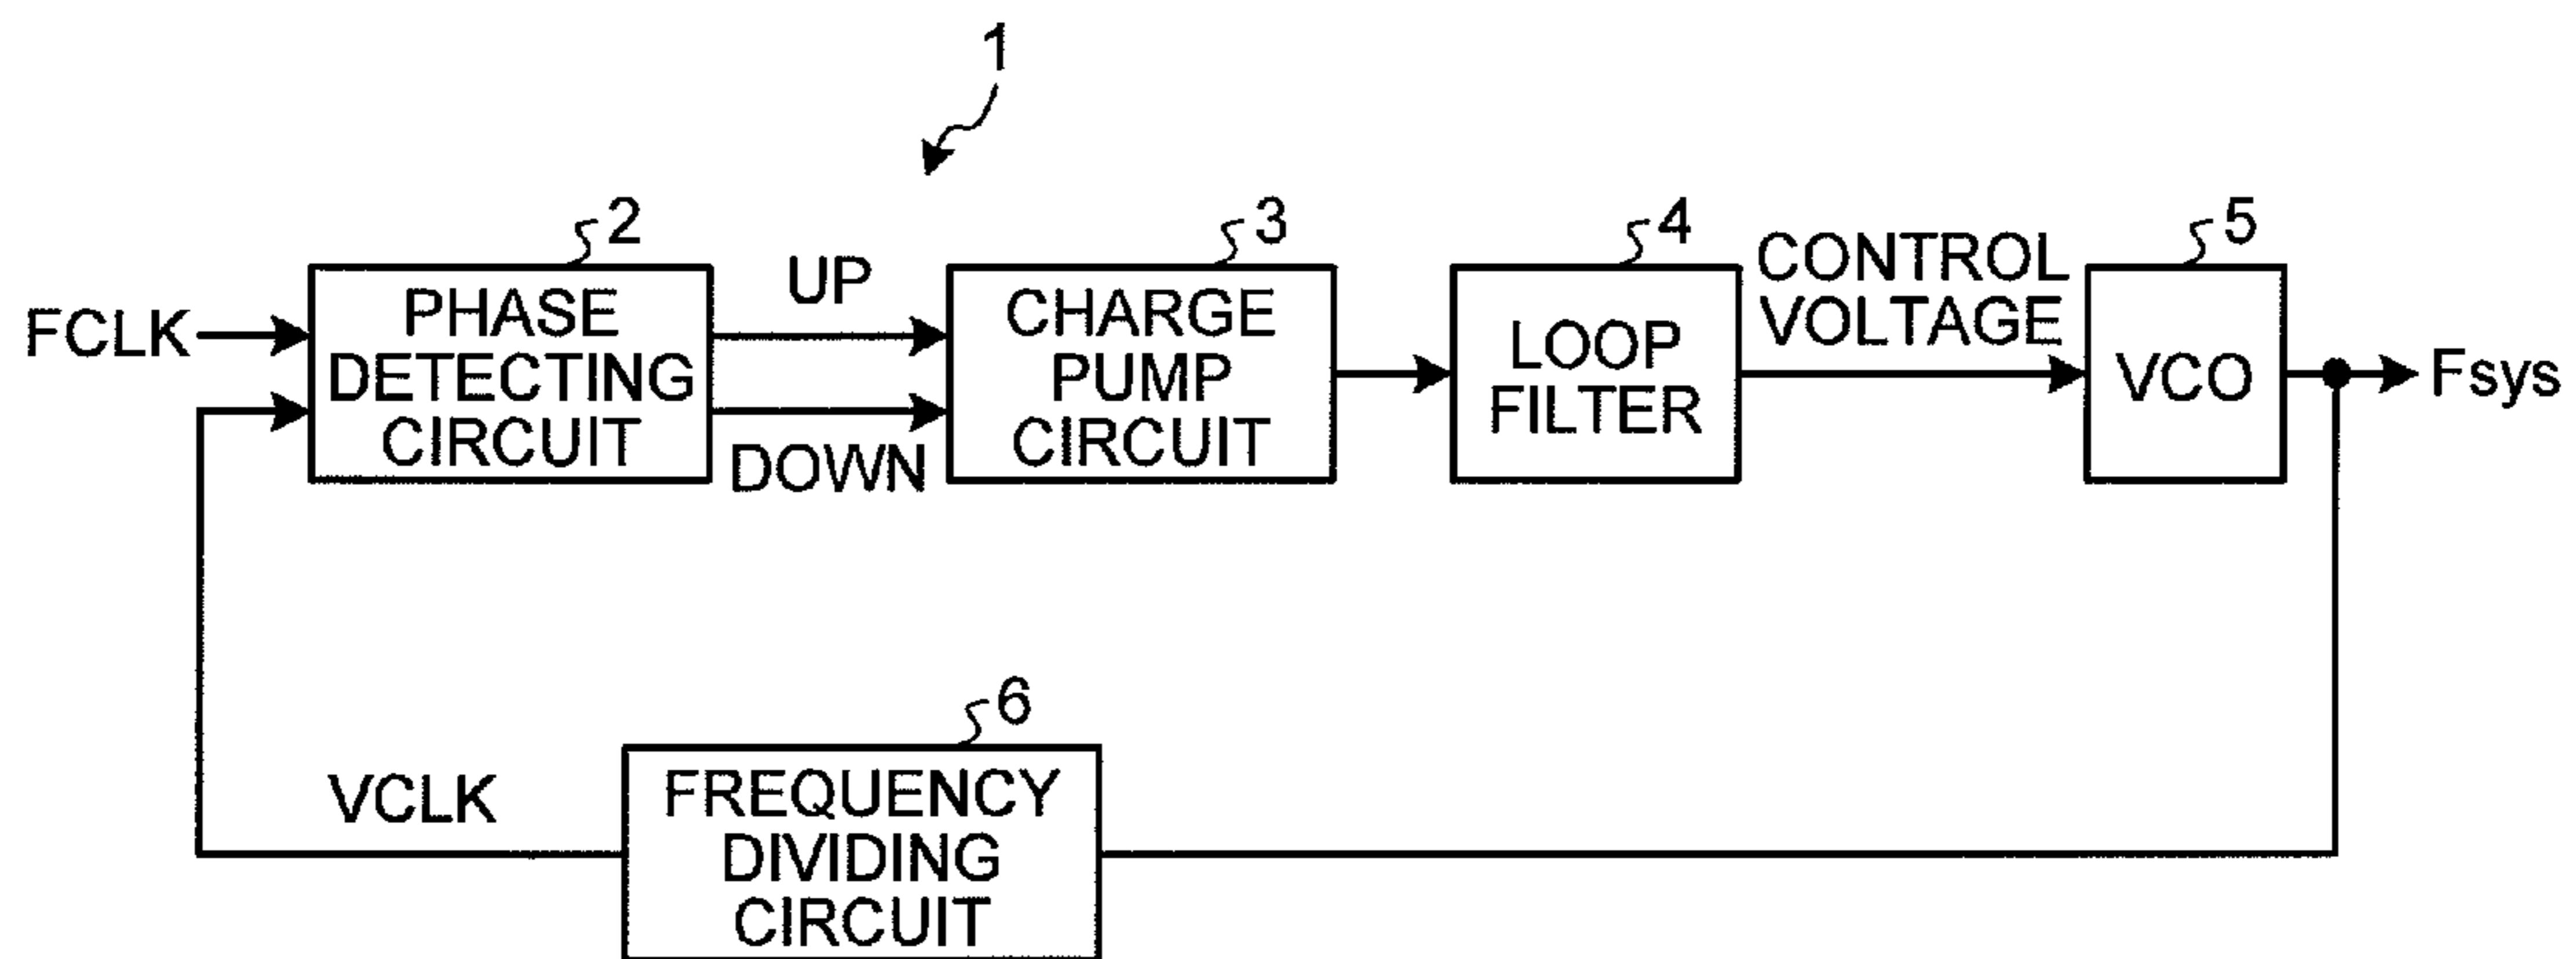 1
2
3
4
5
6
FCLK
PHASE
DETECTING
CIRCUIT
UP
DOWN
CHARGE
PUMP
CIRCUIT
LOOP
FILTER
CONTROL
VOLTAGE
VCO
Fsys
VCLK
FREQUENCY
DIVIDING
CIRCUIT